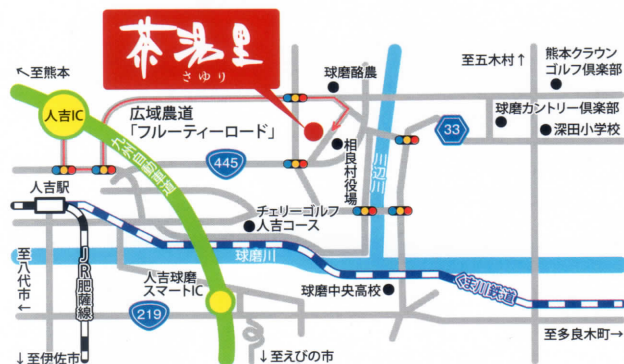 茶湯里
さゆり
↖至熊本
人吉IC
広域農道
「フルーティーロード」
球磨酪農
至五木村↑
熊本クラウン
ゴルフ倶楽部
球磨カントリー倶楽部
深田小学校
33
445
相良村役場
九州自動車道
人吉駅
チェリーゴルフ
人吉コース
球磨川
JR肥薩線
至八代市←
人吉球磨
スマートIC
球磨中央高校
くま川鉄道
219
至多良木町→
↓至伊佐市
↓至えびの市